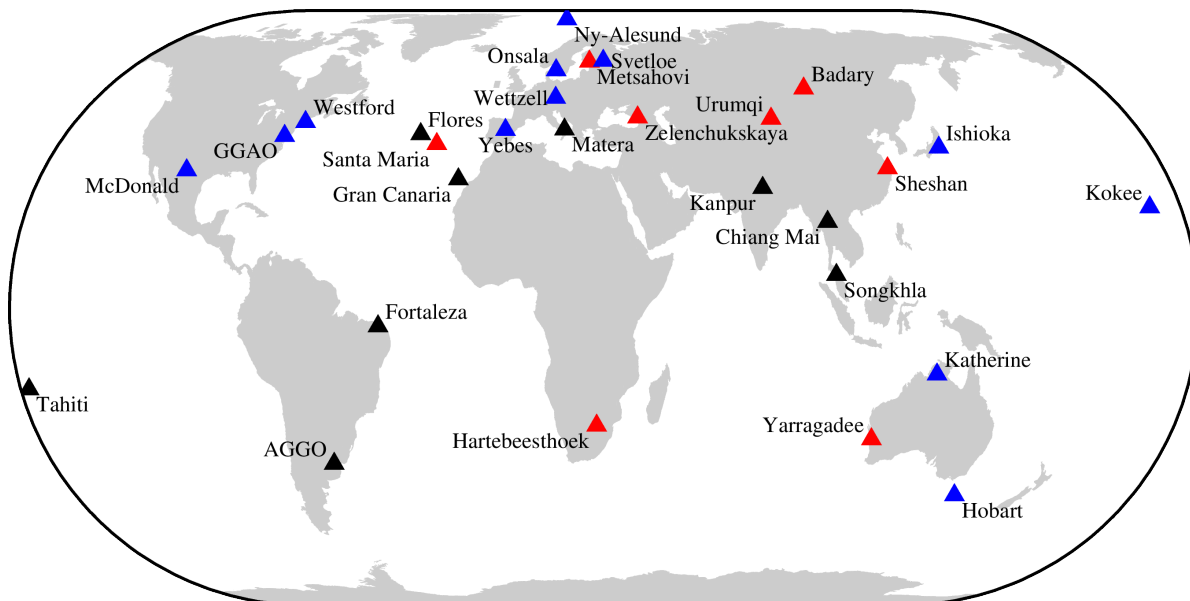 Ny-Alesund
Onsala
Svetloe
Metsahovi
Badary
Wettzell
Urumqi
Westford
Flores
Zelenchukskaya
Ishioka
GGAO
Yebes
Matera
Santa Maria
McDonald
Sheshan
Gran Canaria
Kanpur
Kokee
Chiang Mai
Songkhla
Fortaleza
Katherine
Tahiti
Yarragadee
Hartebeesthoek
AGGO
Hobart